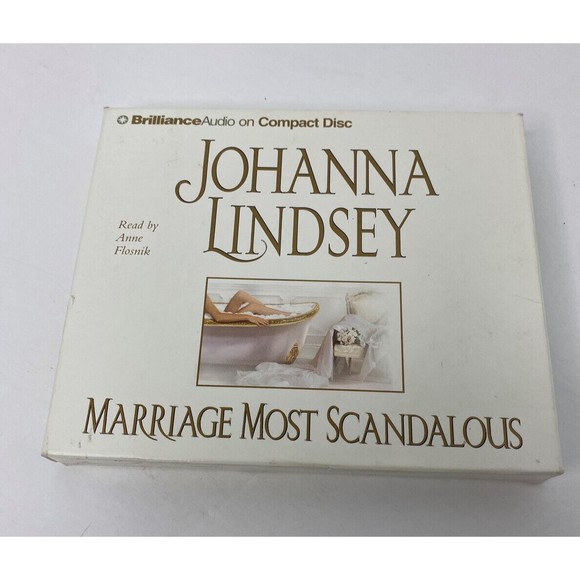 BrillianceAudio on Compact Disc
JOHANNA
LINDSEY
Read by
Anne
Flosnik
MARRIAGE MOST SCANDALOUS